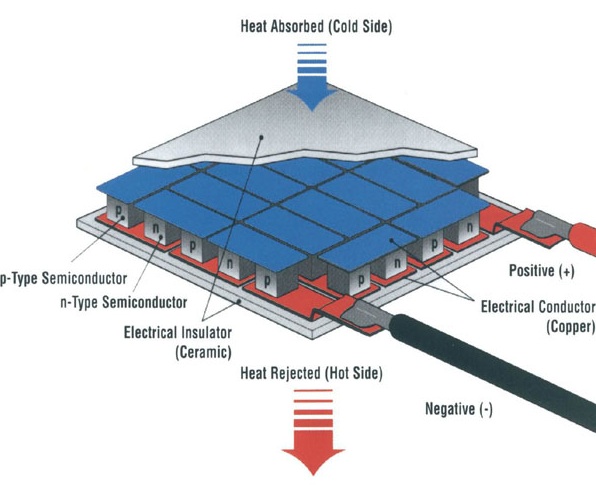 Heat Absorbed (Cold Side)
p
n
p
n
p
p
n
p
n
p-Type Semiconductor
n-Type Semiconductor
Electrical Insulator
(Ceramic)
Positive (+)
Electrical Conductor
(Copper)
Heat Rejected (Hot Side)
Negative (-)